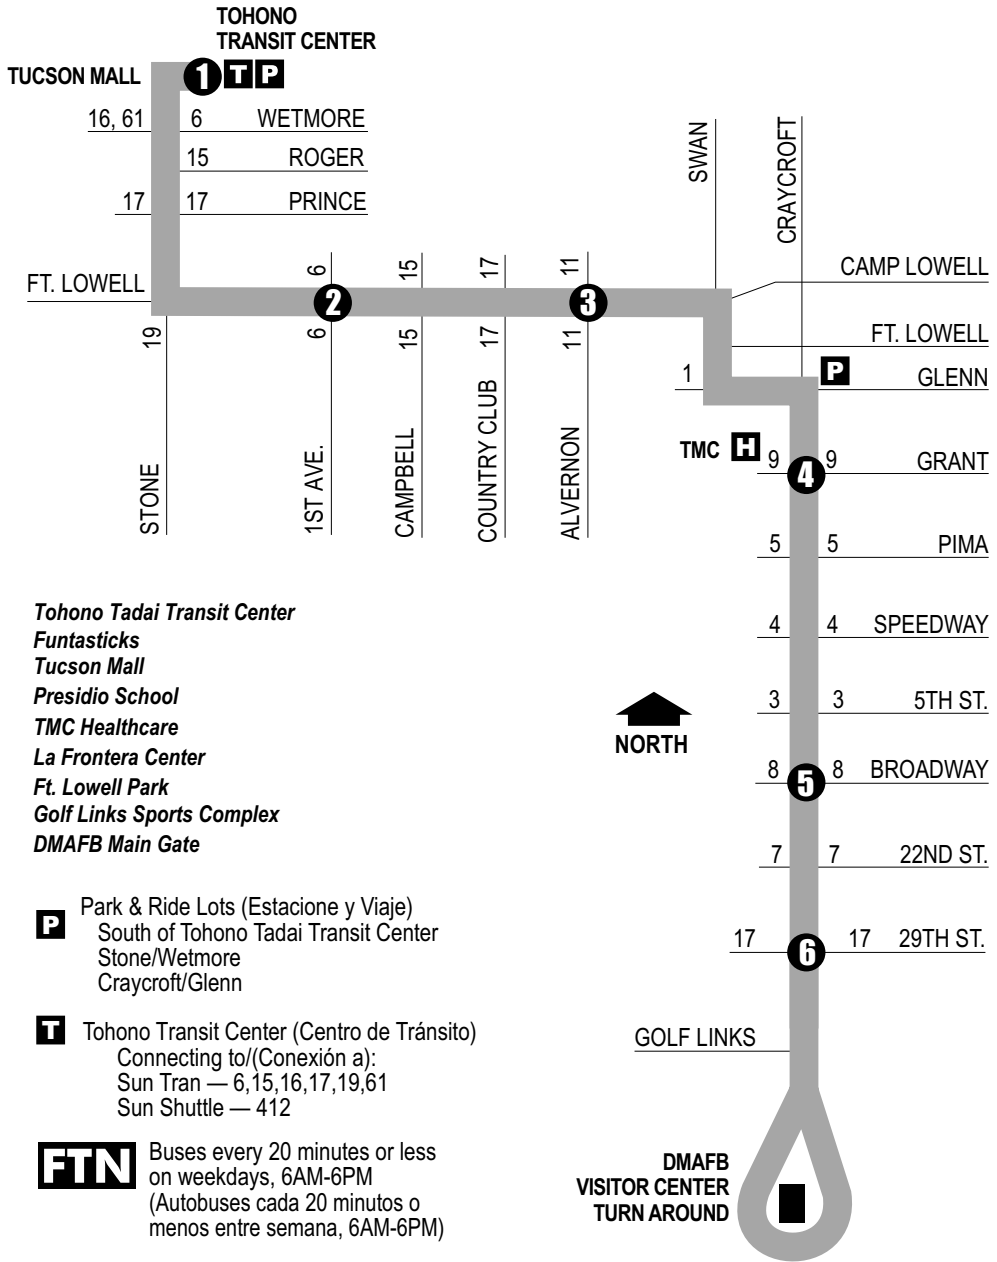 TOHONO
TRANSIT CENTER
TUCSON MALL
1 T P
16, 61 6 WETMORE
15 ROGER
17 17 PRINCE
SWAN
CRAYCROFT
CAMP LOWELL
FT. LOWELL
6 15 17 11
2 3
19 6 15 17 11
FT. LOWELL
P
1 GLENN
STONE
1ST AVE.
CAMPBELL
COUNTRY CLUB
ALVERNON
TMC H
9 4 9 GRANT
5 5 PIMA
4 4 SPEEDWAY
3 3 5TH ST.
8 5 8 BROADWAY
7 7 22ND ST.
17 6 17 29TH ST.
GOLF LINKS
NORTH
DMAFB
VISITOR CENTER
TURN AROUND
Tohono Tadai Transit Center
Funtasticks
Tucson Mall
Presidio School
TMC Healthcare
La Frontera Center
Ft. Lowell Park
Golf Links Sports Complex
DMAFB Main Gate
P Park & Ride Lots (Estacione y Viaje)
South of Tohono Tadai Transit Center
Stone/Wetmore
Craycroft/Glenn
T Tohono Transit Center (Centro de Tránsito)
Connecting to/(Conexión a):
Sun Tran — 6,15,16,17,19,61
Sun Shuttle — 412
FTN Buses every 20 minutes or less
on weekdays, 6AM-6PM
(Autobuses cada 20 minutos o
menos entre semana, 6AM-6PM)